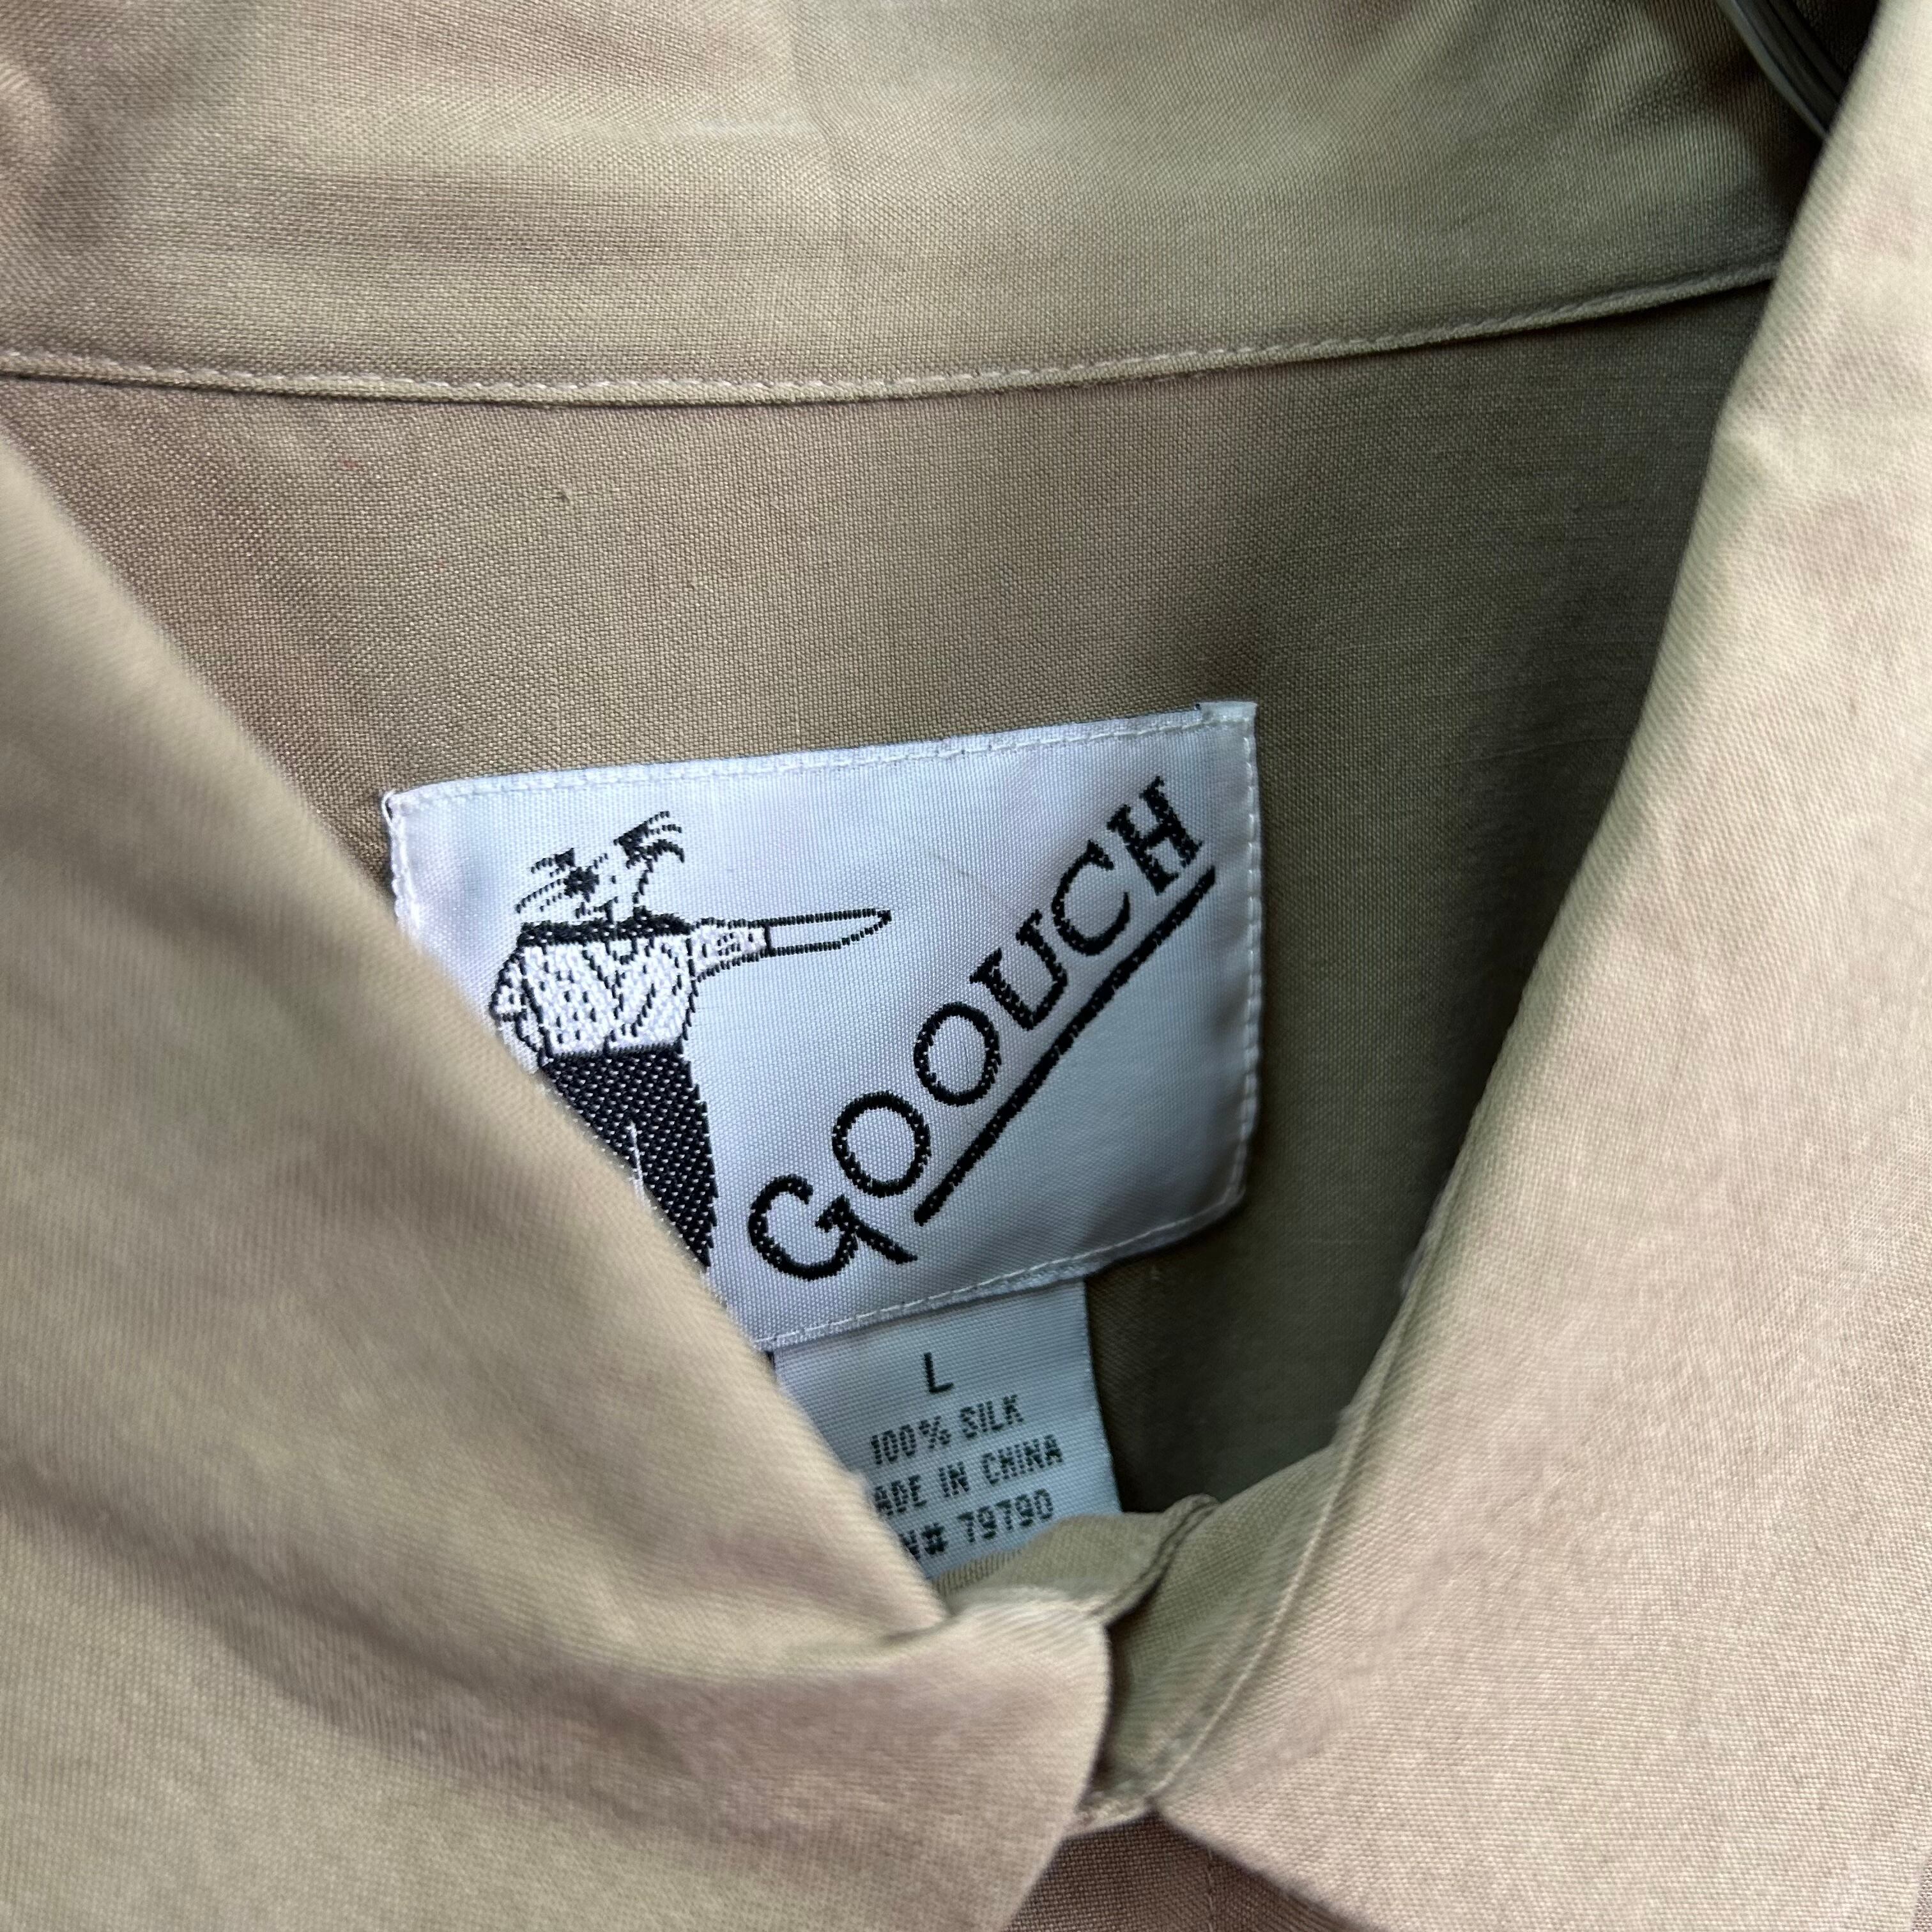 GOOUCH
L
100% SILK
ADE IN CHINA
N# 79790